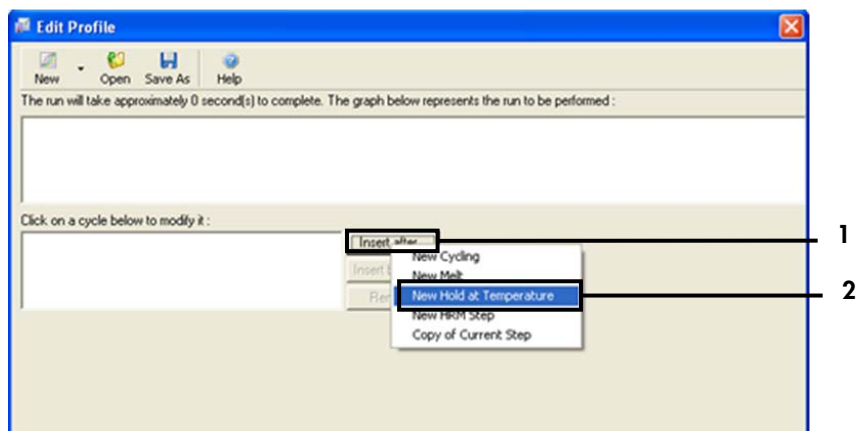 Edit Profile
New Open Save As Help
The run will take approximately 0 second(s) to complete. The graph below represents the run to be performed :
Click on a cycle below to modify it :
Insert after... 1
New Cycling
Insert
New Melt
New Hold at Temperature 2
New HRM Step
Copy of Current Step